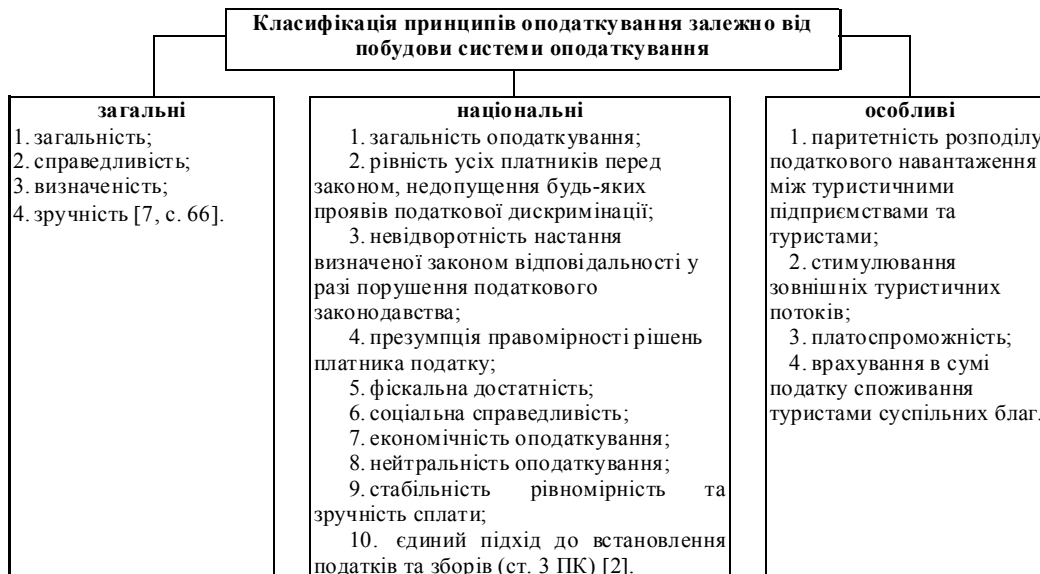 Класифікація принципів оподаткування залежно від
побудови системи оподаткування
загальні
1. загальність;
2. справедливість;
3. визначеність;
4. зручність [7, с. 66].
національні
1. загальність оподаткування;
2. рівність усіх платників перед
законом, недопущення будь-яких
проявів податкової дискримінації;
3. невідворотність настання
визначеної законом відповідальності у
разі порушення податкового
законодавства;
4. презумпція правомірності рішень
платника податку;
5. фіскальна достатність;
6. соціальна справедливість;
7. економічність оподаткування;
8. нейтральність оподаткування;
9. стабільність рівномірність та
зручність сплати;
10. єдиний підхід до встановлення
податків та зборів (ст. 3 ПК) [2].
особливі
1. паритетність розподілу
податкового навантаження
між туристичними
підприємствами та
туристами;
2. стимулювання
зовнішніх туристичних
потоків;
3. платоспроможність;
4. врахування в сумі
податку споживання
туристами суспільних благ.